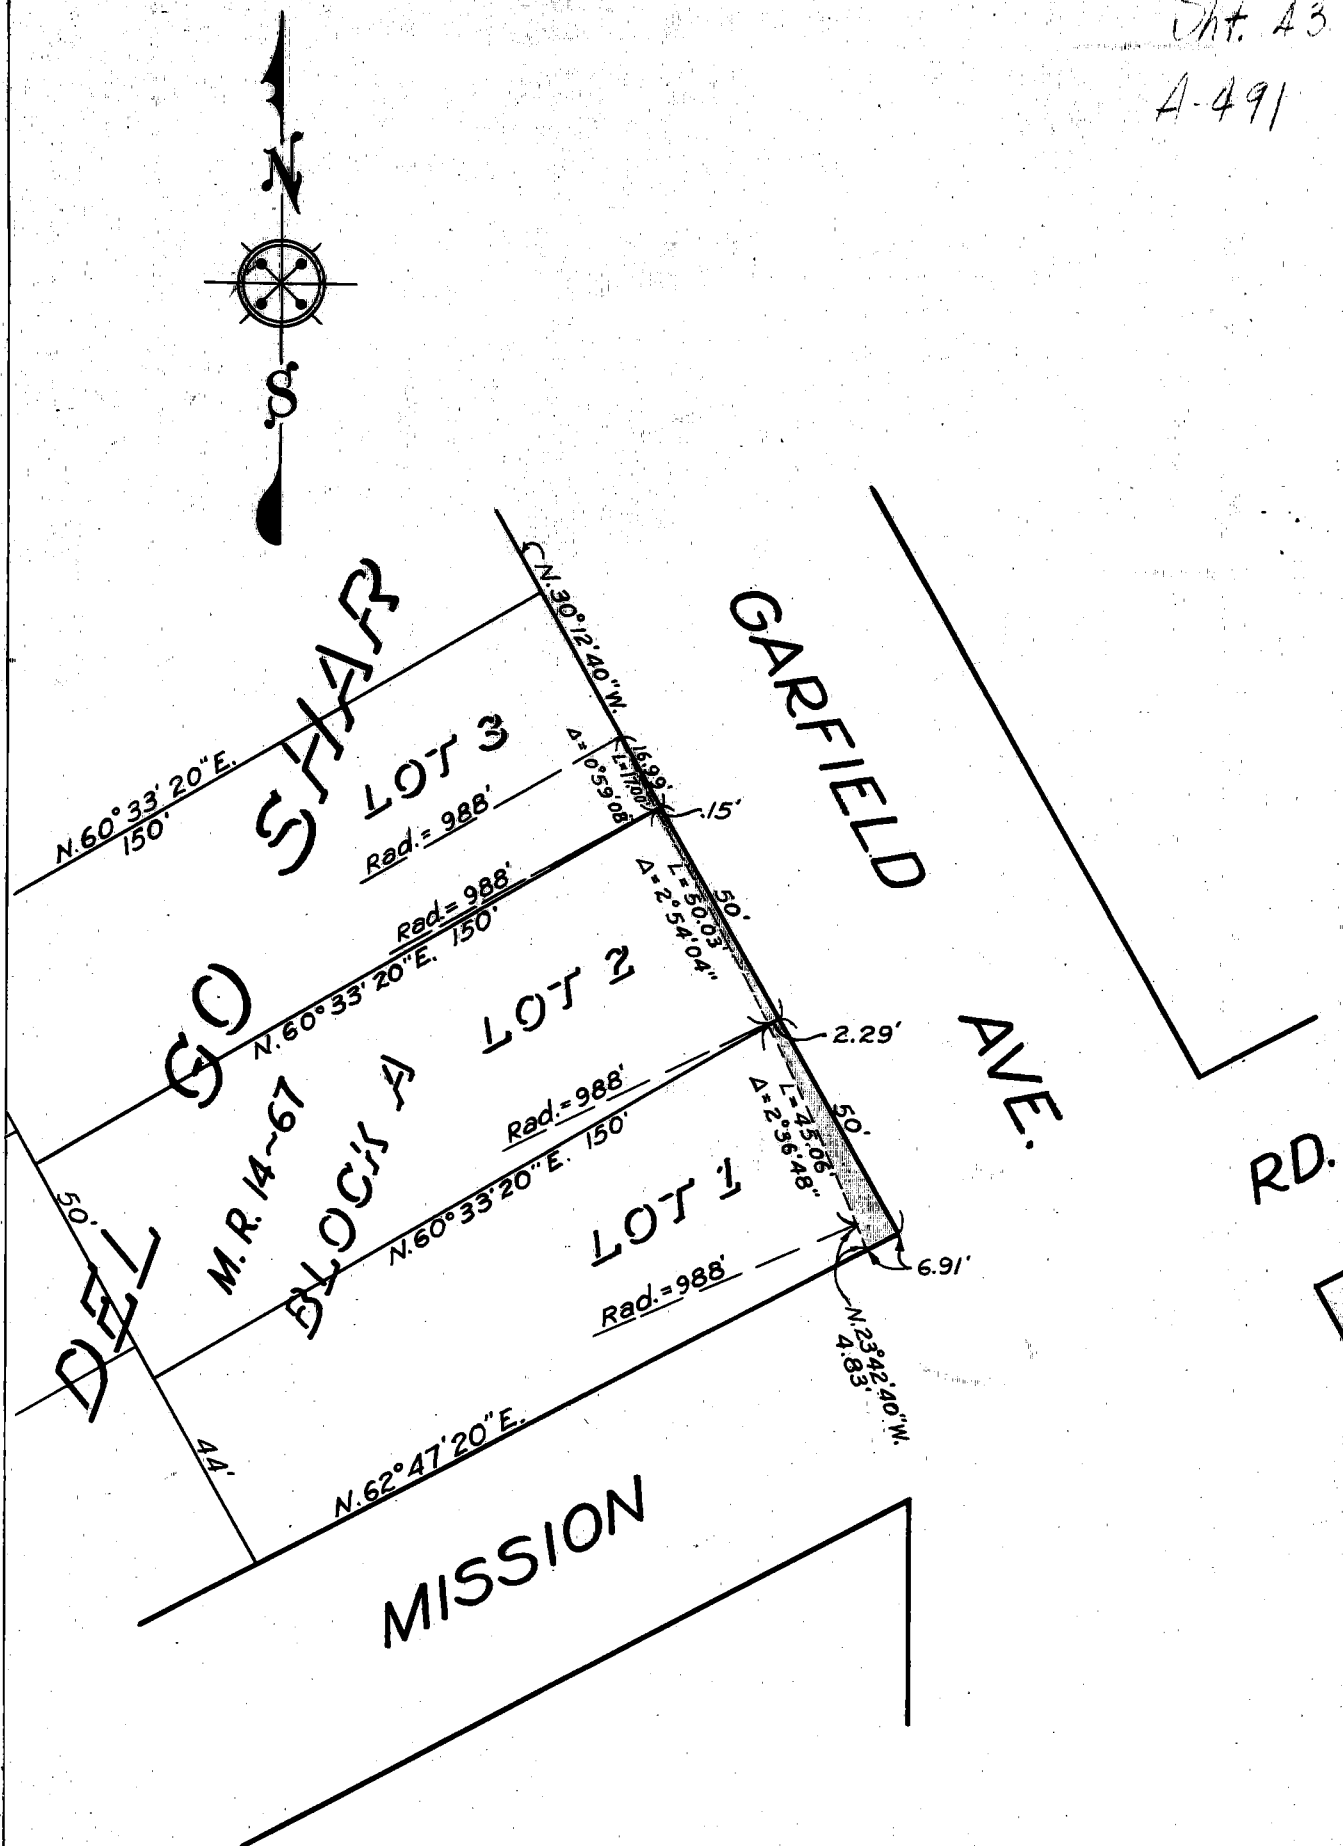 Sht. 43
A-491
N
S
N.30°12'40"W.
GARFIELD
AVE.
SHAR
LOT 3
N.60°33'20"E.
150'
Δ=0°59'08"
L=17.00'
16.99'
.15'
Rad.=988'
Rad.=988'
N.60°33'20"E. 150'
L=50.03'
Δ=2°54'04"
50'
GO
LOT 2
2.29'
Rad.=988'
N.60°33'20"E. 150'
M.R. 14~67
BLOCK A
L=45.06'
Δ=2°36'48"
50'
RD.
50'
DEL
LOT 1
Rad.=988'
6.91'
N.23°42'40"W.
4.83'
44'
N.62°47'20"E.
MISSION